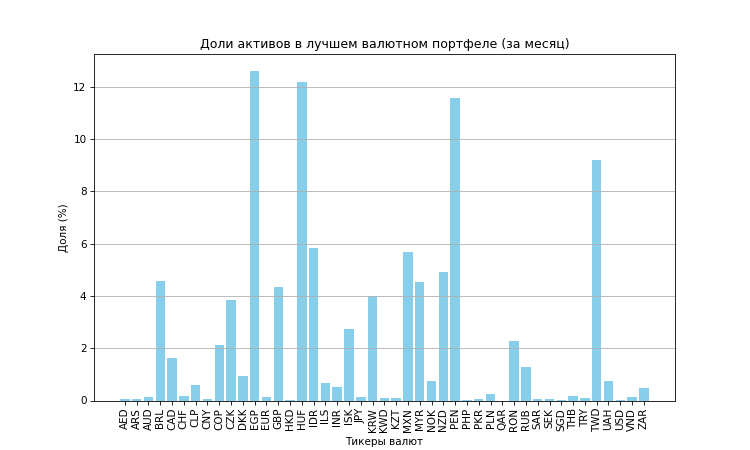 Доли активов в лучшем валютном портфеле (за месяц)
Доля (%)
12
10
8
6
4
2
0
AED ARS AUD BRL CAD CHF CLP CNY COP CZK DKK EGP EUR GBP HKD HUF IDR ILS INR ISK JPY KRW KWD KZT MXN MYR NOK NZD PEN PHP PKR PLN QAR RON RUB SAR SEK SGD THB TRY TWD UAH USD VND ZAR
Тикеры валют